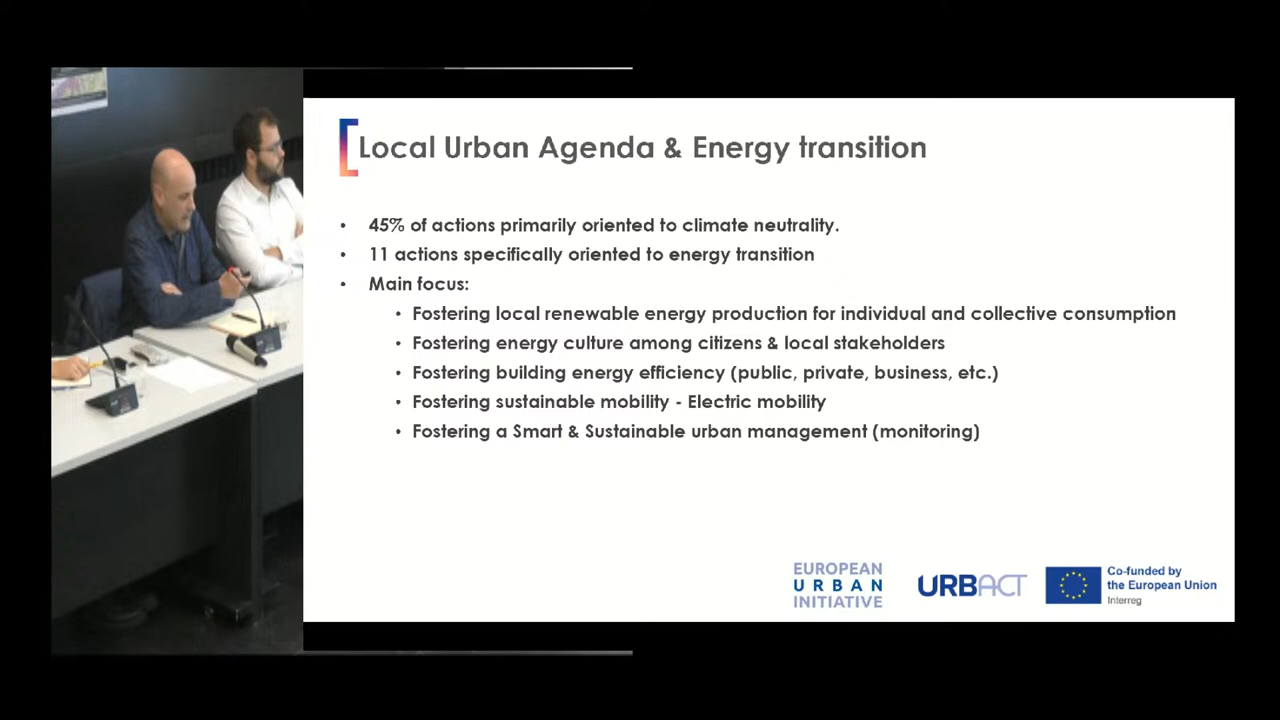 Local Urban Agenda & Energy transition
• 45% of actions primarily oriented to climate neutrality.
• 11 actions specifically oriented to energy transition
• Main focus:
• Fostering local renewable energy production for individual and collective consumption
• Fostering energy culture among citizens & local stakeholders
• Fostering building energy efficiency (public, private, business, etc.)
• Fostering sustainable mobility - Electric mobility
• Fostering a Smart & Sustainable urban management (monitoring)
EUROPEAN
URBAN
INITIATIVE
URBACT
Co-funded by
the European Union
Interreg